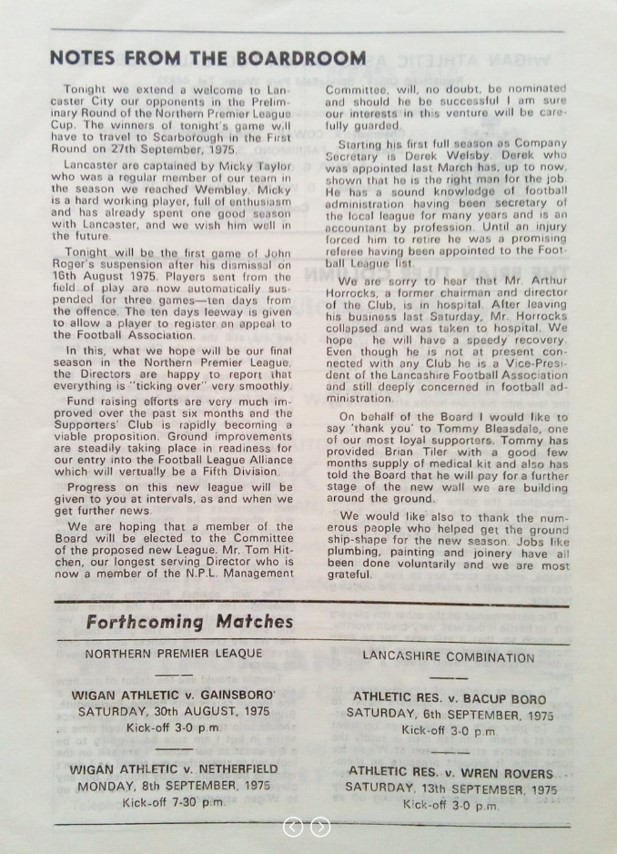 NOTES FROM THE BOARDROOM
Tonight we extend a welcome to Lan-
caster City our opponents in the Prelim-
inary Round of the Northern Premier League
Cup. The winners of tonight's game will
have to travel to Scarborough in the First
Round on 27th September, 1975.
Lancaster are captained by Micky Taylor
who was a regular member of our team in
the season we reached Wembley. Micky
is a hard working player, full of enthusiasm
and has already spent one good season
with Lancaster, and we wish him well in
the future.
Tonight will be the first game of John
Roger's suspension after his dismissal on
16th August 1975. Players sent from the
field of play are now automatically sus-
pended for three games—ten days from
the offence. The ten days leeway is given
to allow a player to register an appeal to
the Football Association.
In this, what we hope will be our final
season in the Northern Premier League,
the Directors are happy to report that
everything is "ticking over" very smoothly.
Fund raising efforts are very much im-
proved over the past six months and the
Supporters' Club is rapidly becoming a
viable proposition. Ground improvements
are steadily taking place in readiness for
our entry into the Football League Alliance
which will vertually be a Fifth Division.
Progress on this new league will be
given to you at intervals, as and when we
get further news.
We are hoping that a member of the
Board will be elected to the Committee
of the proposed new League. Mr. Tom Hit-
chen, our longest serving Director who is
now a member of the N.P.L. Management
Committee, will, no doubt, be nominated
and should he be successful I am sure
our interests in this venture will be care-
fully guarded.
Starting his first full season as Company
Secretary is Derek Welsby. Derek who
was appointed last March has, up to now,
shown that he is the right man for the job.
He has a sound knowledge of football
administration having been secretary of
the local league for many years and is an
accountant by profession. Until an injury
forced him to retire he was a promising
referee having been appointed to the Foot-
ball League list.
We are sorry to hear that Mr. Arthur
Horrocks, a former chairman and director
of the Club, is in hospital. After leaving
his business last Saturday, Mr. Horrocks
collapsed and was taken to hospital. We
hope he will have a speedy recovery.
Even though he is not at present con-
nected with any Club he is a Vice-Presi-
dent of the Lancashire Football Association
and still deeply concerned in football ad-
ministration.
On behalf of the Board I would like to
say 'thank you' to Tommy Bleasdale, one
of our most loyal supporters. Tommy has
provided Brian Tiler with a good few
months supply of medical kit and also has
told the Board that he will pay for a further
stage of the new wall we are building
around the ground.
We would like also to thank the num-
erous people who helped get the ground
ship-shape for the new season. Jobs like
plumbing, painting and joinery have all
been done voluntarily and we are most
grateful.
Forthcoming Matches
NORTHERN PREMIER LEAGUE
WIGAN ATHLETIC v. GAINSBORO'
SATURDAY, 30th AUGUST, 1975
Kick-off 3-0 p.m.
WIGAN ATHLETIC v. NETHERFIELD
MONDAY, 8th SEPTEMBER, 1975
Kick-off 7-30 p.m.
LANCASHIRE COMBINATION
ATHLETIC RES. v. BACUP BORO
SATURDAY, 6th SEPTEMBER, 1975
Kick-off 3-0 p.m.
ATHLETIC RES. v. WREN ROVERS
SATURDAY, 13th SEPTEMBER, 1975
Kick-off 3-0 p.m.